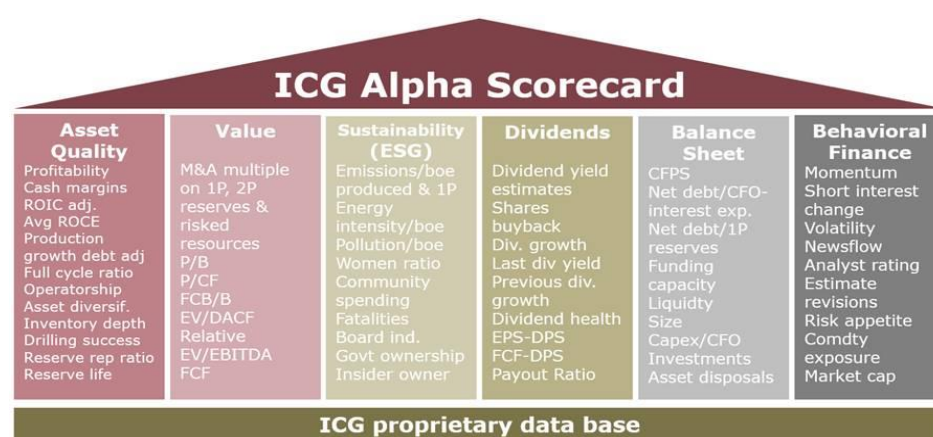 ICG Alpha Scorecard
Asset
Quality
Profitability
Cash margins
ROIC adj.
Avg ROCE
Production
growth debt adj
Full cycle ratio
Operatorship
Asset diversif.
Inventory depth
Drilling success
Reserve rep ratio
Reserve life
Value
M&A multiple
on 1P, 2P
reserves &
risked
resources
P/B
P/CF
FCB/B
EV/DACF
Relative
EV/EBITDA
FCF
Sustainability
(ESG)
Emissions/boe
produced & 1P
Energy
intensity/boe
Pollution/boe
Women ratio
Community
spending
Fatalities
Board ind.
Govt ownership
Insider owner
Dividends
Dividend yield
estimates
Shares
buyback
Div. growth
Last div yield
Previous div.
growth
Dividend health
EPS-DPS
FCF-DPS
Payout Ratio
Balance
Sheet
CFPS
Net debt/CFO-
interest exp.
Net debt/1P
reserves
Funding
capacity
Liquidty
Size
Capex/CFO
Investments
Asset disposals
Behavioral
Finance
Momentum
Short interest
change
Volatility
Newsflow
Analyst rating
Estimate
revisions
Risk appetite
Comdty
exposure
Market cap
ICG proprietary data base